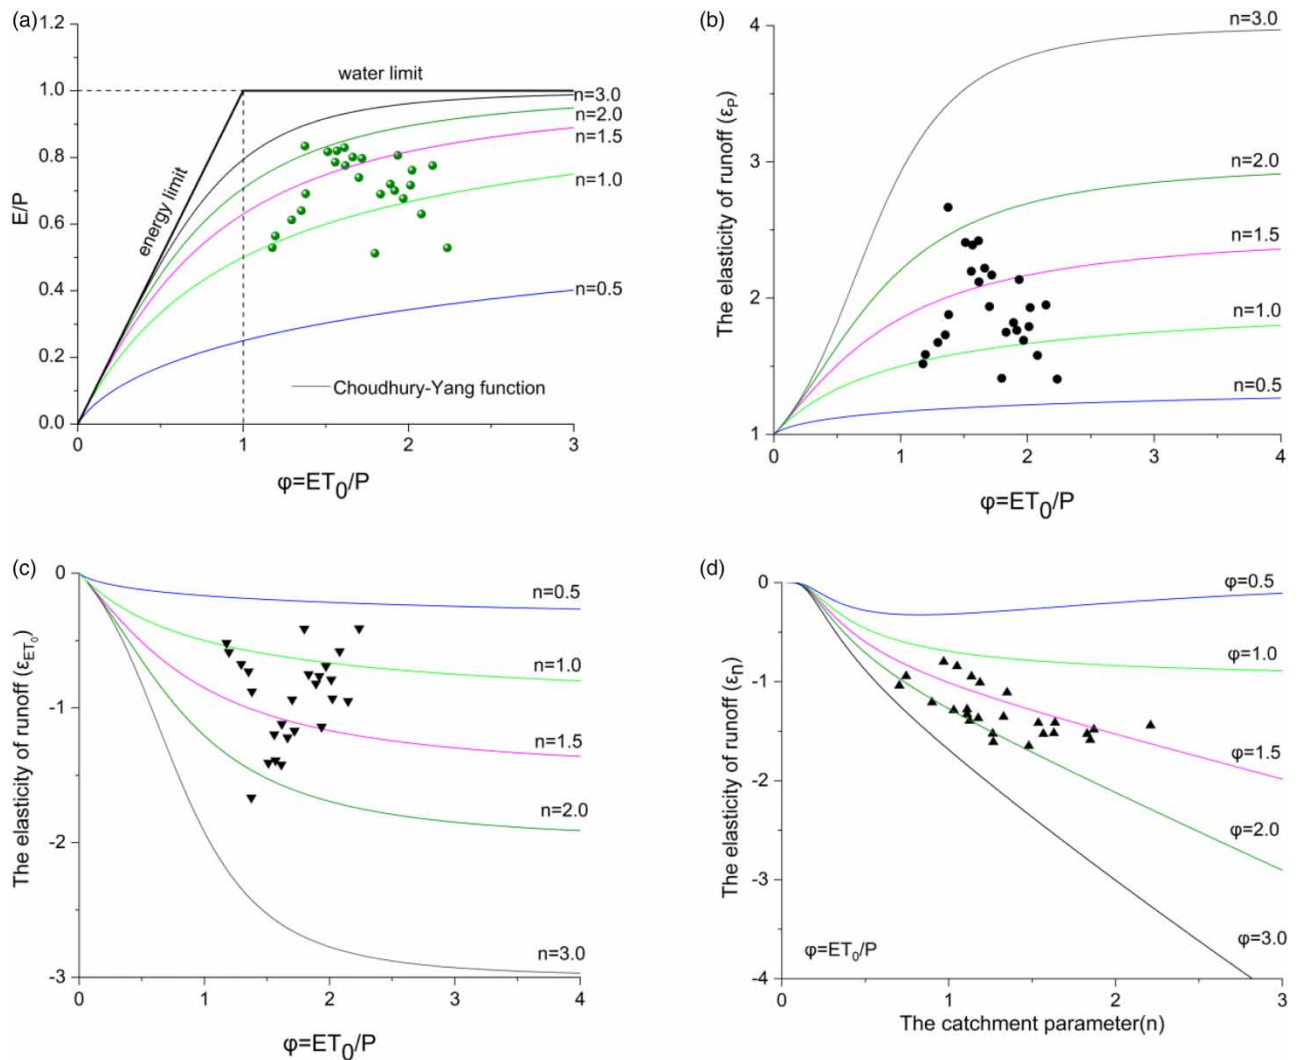 (a)
1.2
1.0
0.8
0.6
0.4
0.2
0.0
E/P
0
1
2
3
φ=ET0/P
water limit
energy limit
n=3.0
n=2.0
n=1.5
n=1.0
n=0.5
Choudhury-Yang function
(b)
4
3
2
1
The elasticity of runoff (εP)
0
1
2
3
4
φ=ET0/P
n=3.0
n=2.0
n=1.5
n=1.0
n=0.5
(c)
0
-1
-2
-3
The elasticity of runoff (εET0)
0
1
2
3
4
φ=ET0/P
n=0.5
n=1.0
n=1.5
n=2.0
n=3.0
(d)
0
-1
-2
-3
-4
The elasticity of runoff (εn)
0
1
2
3
The catchment parameter(n)
φ=0.5
φ=1.0
φ=1.5
φ=2.0
φ=3.0
φ=ET0/P